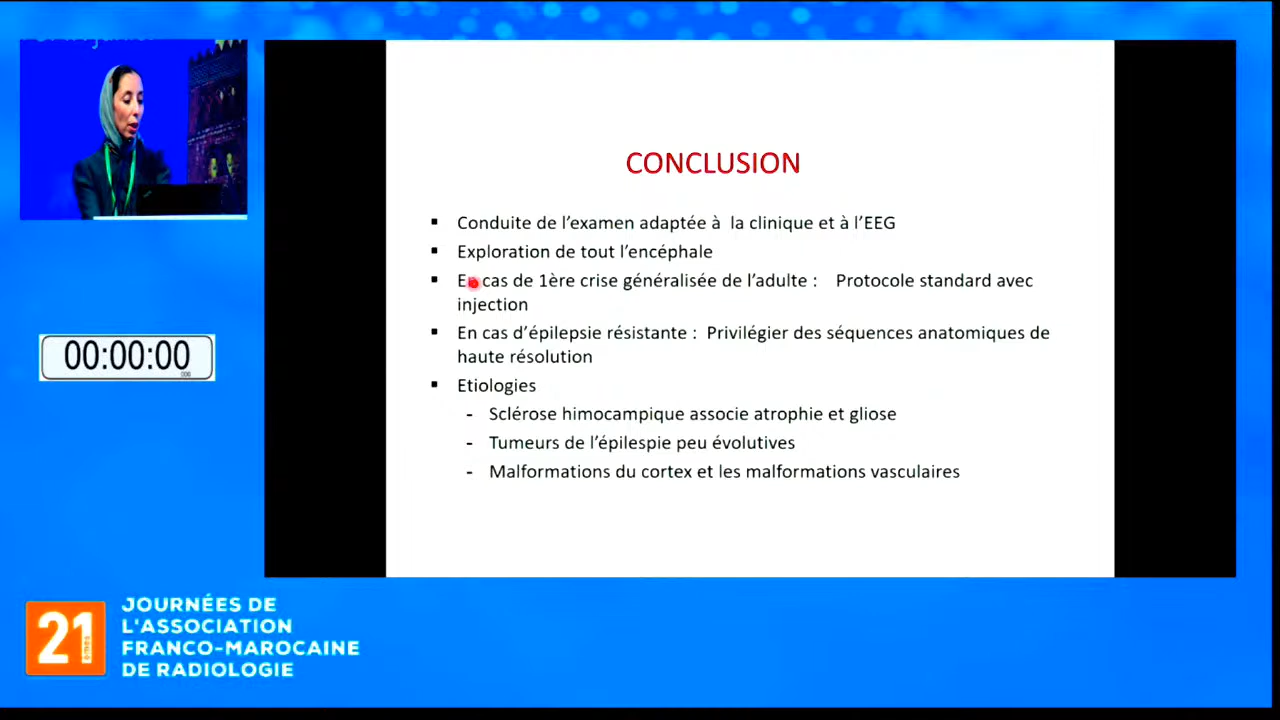 CONCLUSION
▪ Conduite de l’examen adaptée à la clinique et à l’EEG
▪ Exploration de tout l’encéphale
▪ En cas de 1ère crise généralisée de l’adulte : Protocole standard avec
injection
▪ En cas d’épilepsie résistante : Privilégier des séquences anatomiques de
haute résolution
▪ Etiologies
- Sclérose himocampique associe atrophie et gliose
- Tumeurs de l’épilespie peu évolutives
- Malformations du cortex et les malformations vasculaires
00:00:00
21 èmes
JOURNÉES DE
L'ASSOCIATION
FRANCO-MAROCAINE
DE RADIOLOGIE